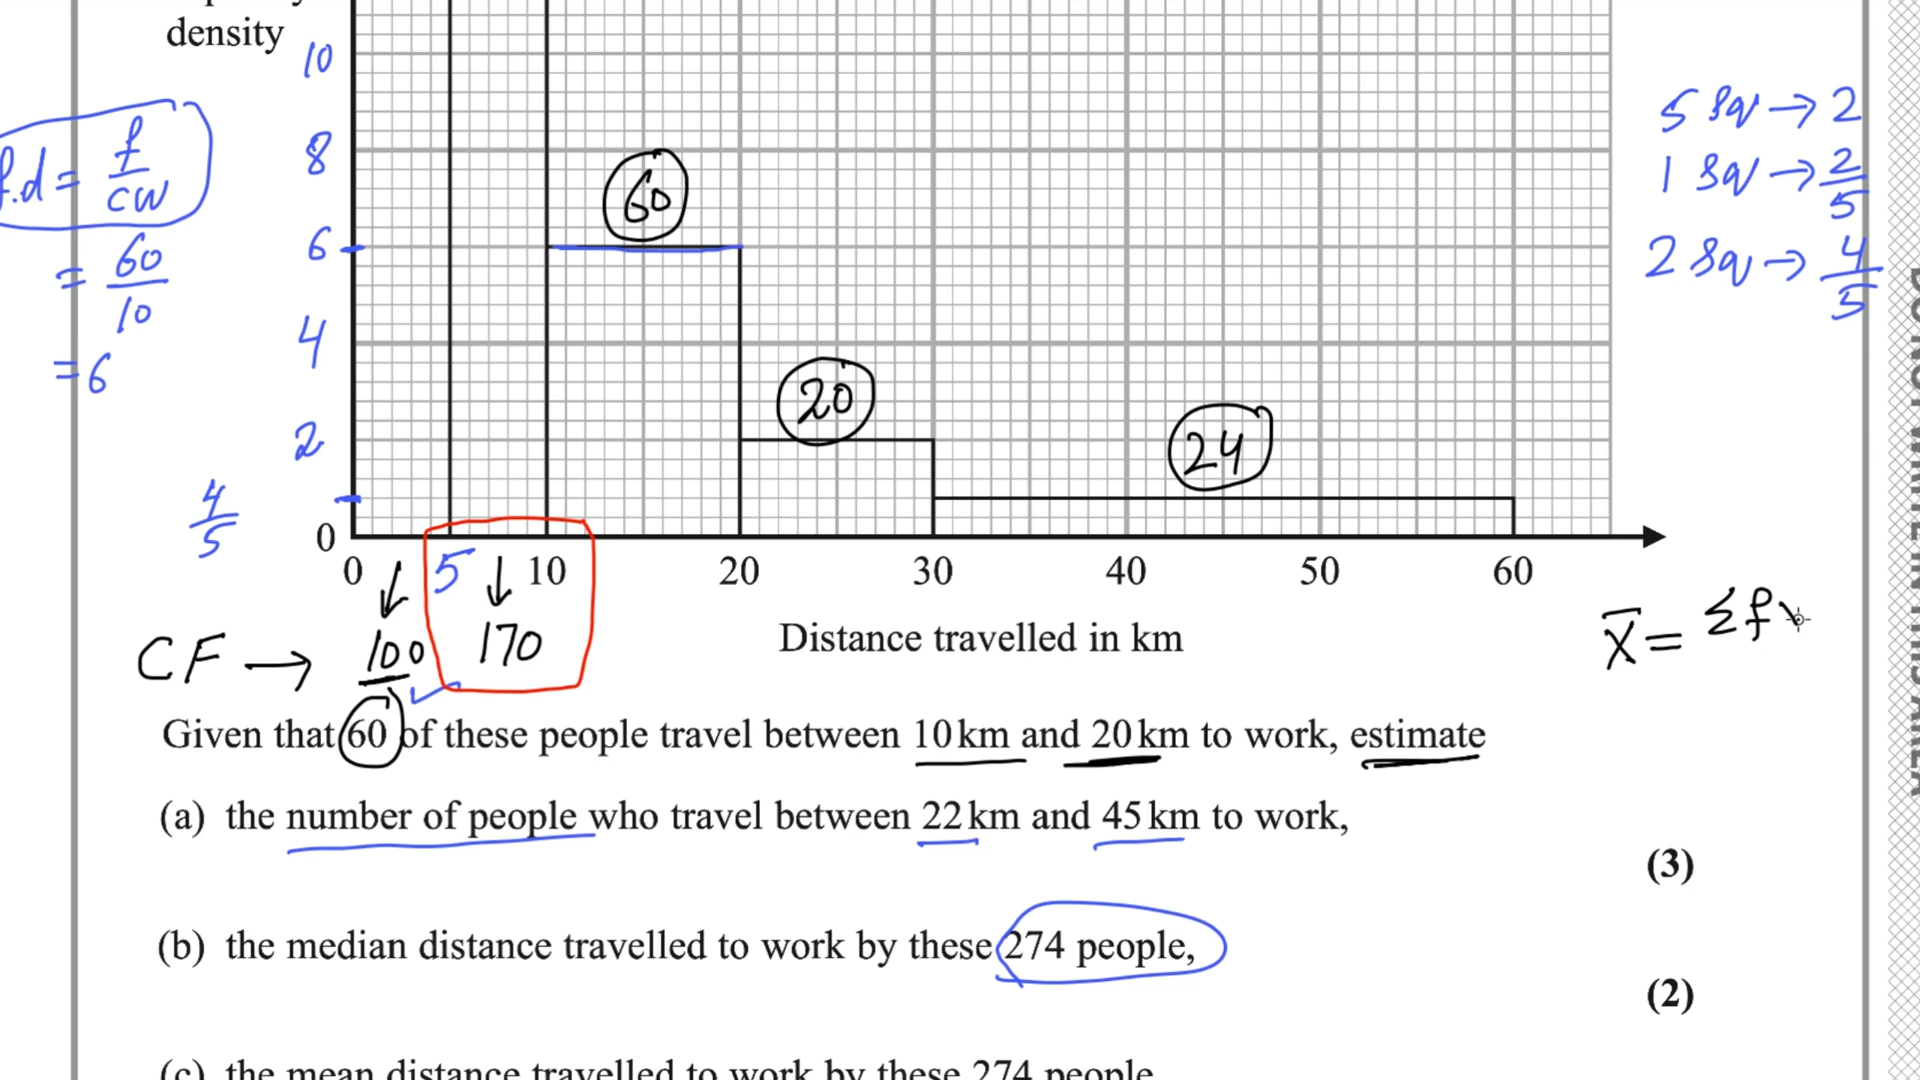 density
10
f.d = f/cw
= 60/10
= 6
8
6
4
2
4/5
0
60
20
24
5 sq → 2
1 sq → 2/5
2 sq → 4/5
0 5 10 20 30 40 50 60
CF → 100 170
Distance travelled in km
x̄ = Σf
Given that 60 of these people travel between 10 km and 20 km to work, estimate
(a) the number of people who travel between 22 km and 45 km to work,
(3)
(b) the median distance travelled to work by these 274 people,
(2)
(c) the mean distance travelled to work by these 274 people